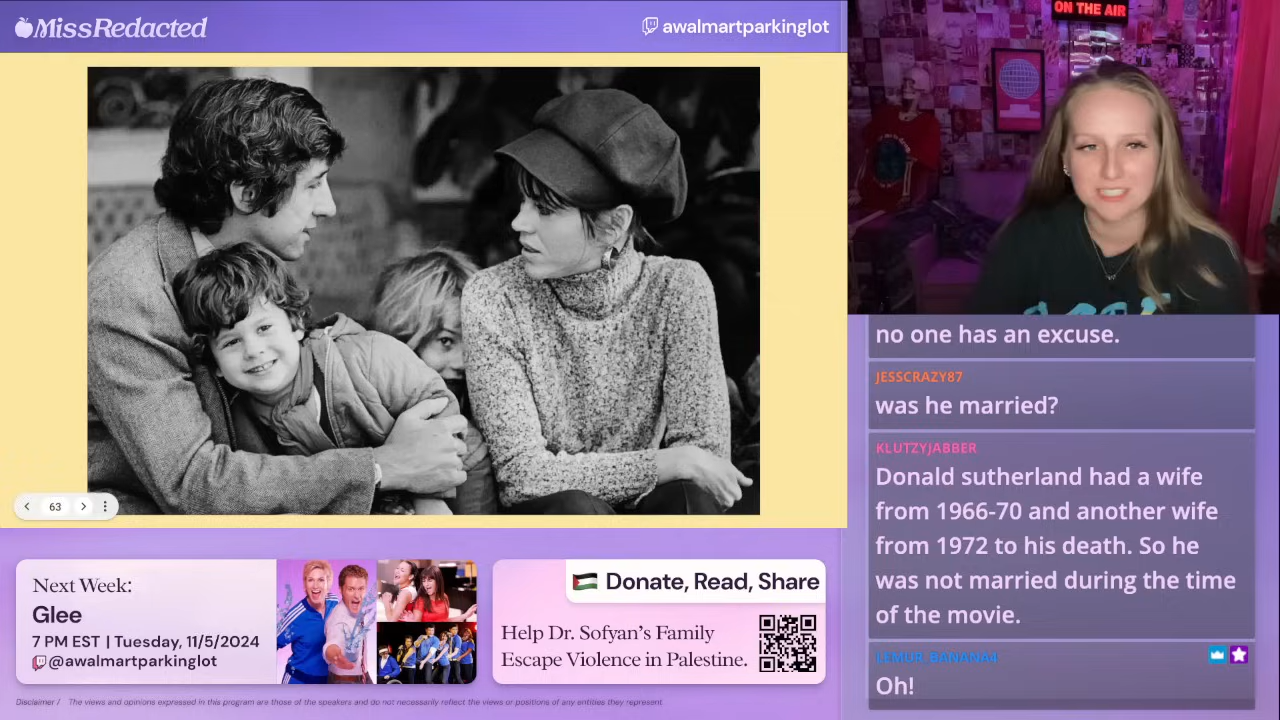 MissRedacted
awalmartparkinglot
ON THE AIR
63
no one has an excuse.
JESSCRAZY87
was he married?
KLUTZYJABBER
Donald sutherland had a wife
from 1966-70 and another wife
from 1972 to his death. So he
was not married during the time
of the movie.
LEMUR_BANANA4
Oh!
Next Week:
Glee
7 PM EST | Tuesday, 11/5/2024
@awalmartparkinglot
Donate, Read, Share
Help Dr. Sofyan's Family
Escape Violence in Palestine.
Disclaimer / The views and opinions expressed in this program are those of the speakers and do not necessarily reflect the views or positions of any entities they represent